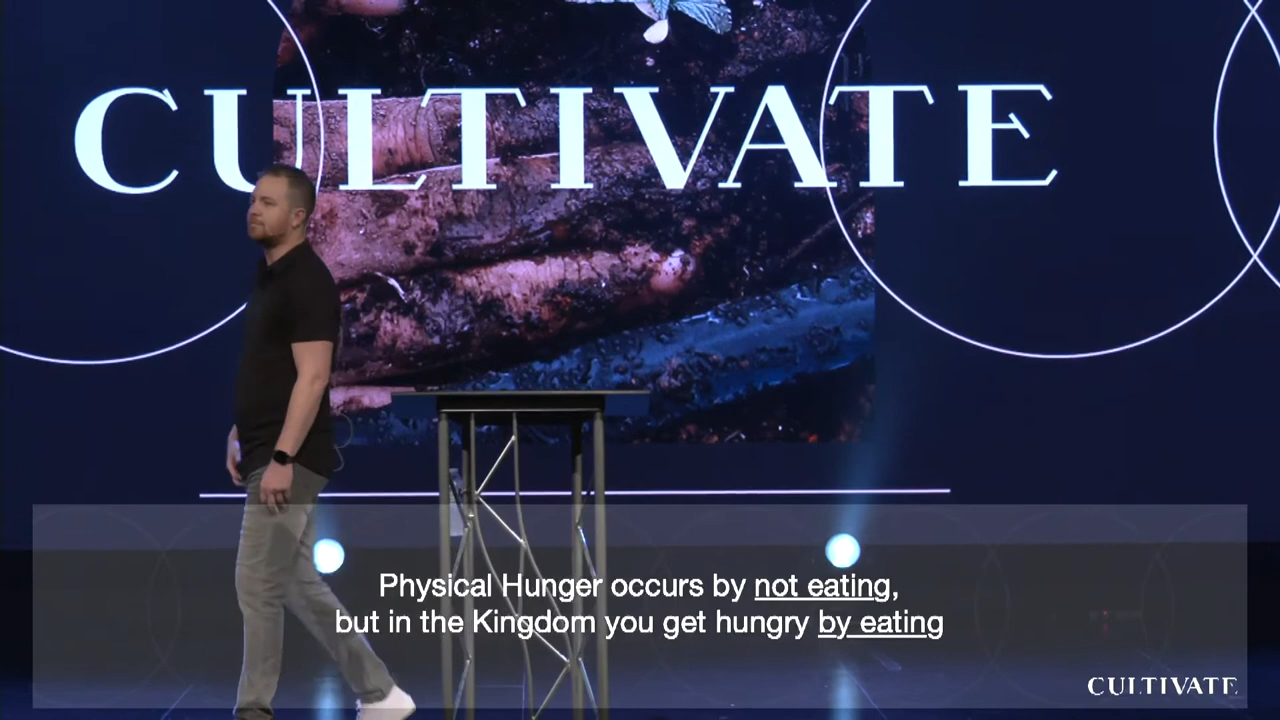 CULTIVATE
Physical Hunger occurs by not eating,
but in the Kingdom you get hungry by eating
CULTIVATE